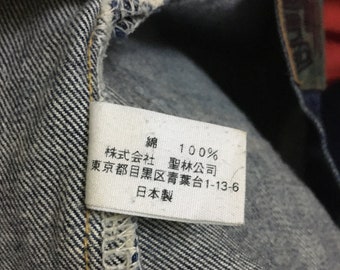 綿 100%
株式会社 聖林公司
東京都目黒区青葉台1-13-6
日本製